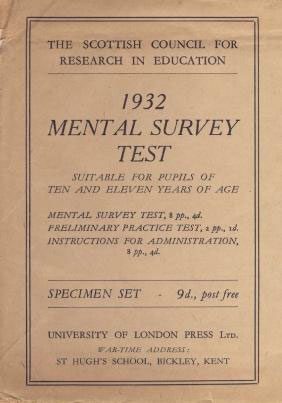 THE SCOTTISH COUNCIL FOR
RESEARCH IN EDUCATION
1932
MENTAL SURVEY
TEST
SUITABLE FOR PUPILS OF
TEN AND ELEVEN YEARS OF AGE
MENTAL SURVEY TEST, 8 pp., 4d.
PRELIMINARY PRACTICE TEST, 2 pp., 1d.
INSTRUCTIONS FOR ADMINISTRATION,
8 pp., 4d.
SPECIMEN SET - 9d., post free
UNIVERSITY OF LONDON PRESS LTD.
WAR-TIME ADDRESS:
ST HUGH'S SCHOOL, BICKLEY, KENT